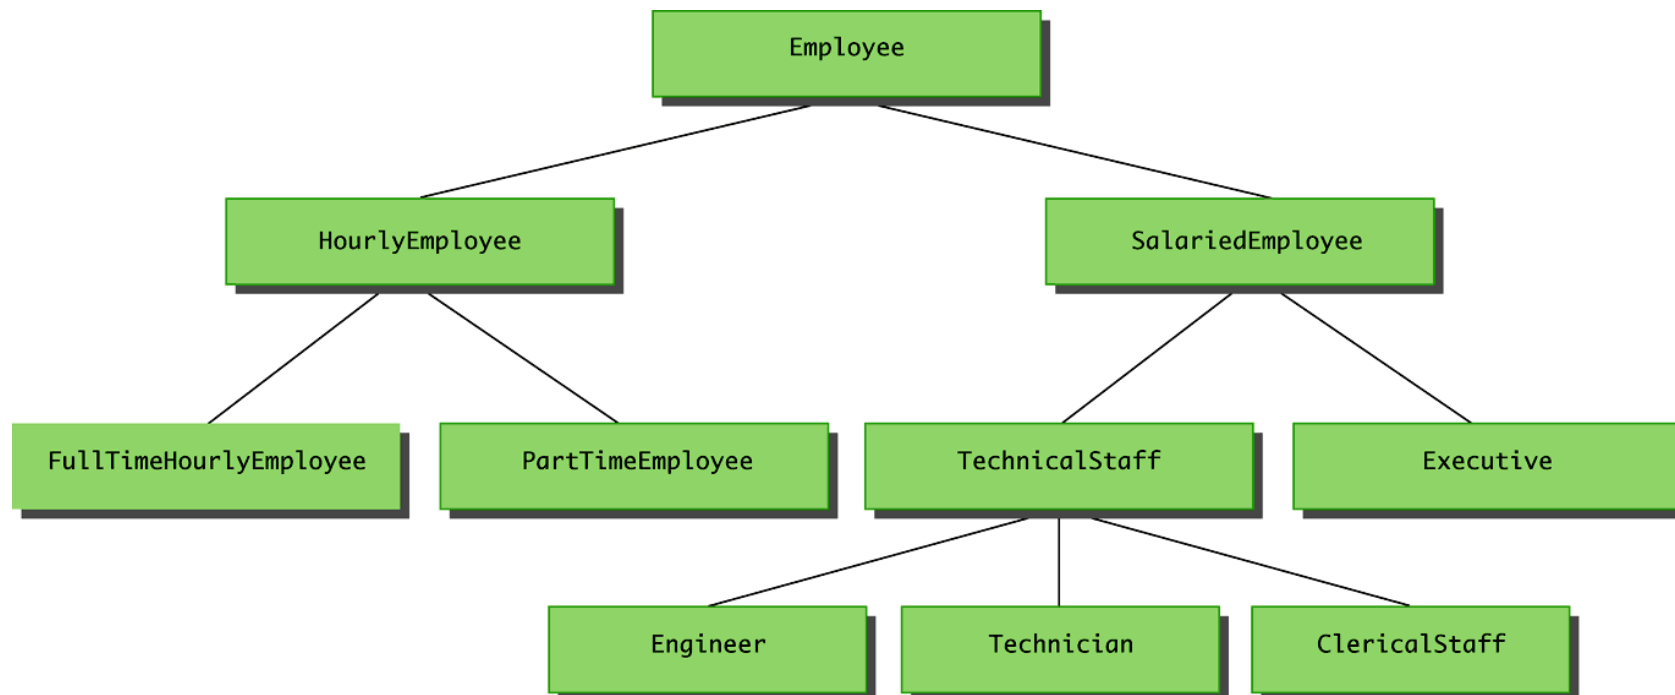 Employee
HourlyEmployee
SalariedEmployee
FullTimeHourlyEmployee
PartTimeEmployee
TechnicalStaff
Executive
Engineer
Technician
ClericalStaff